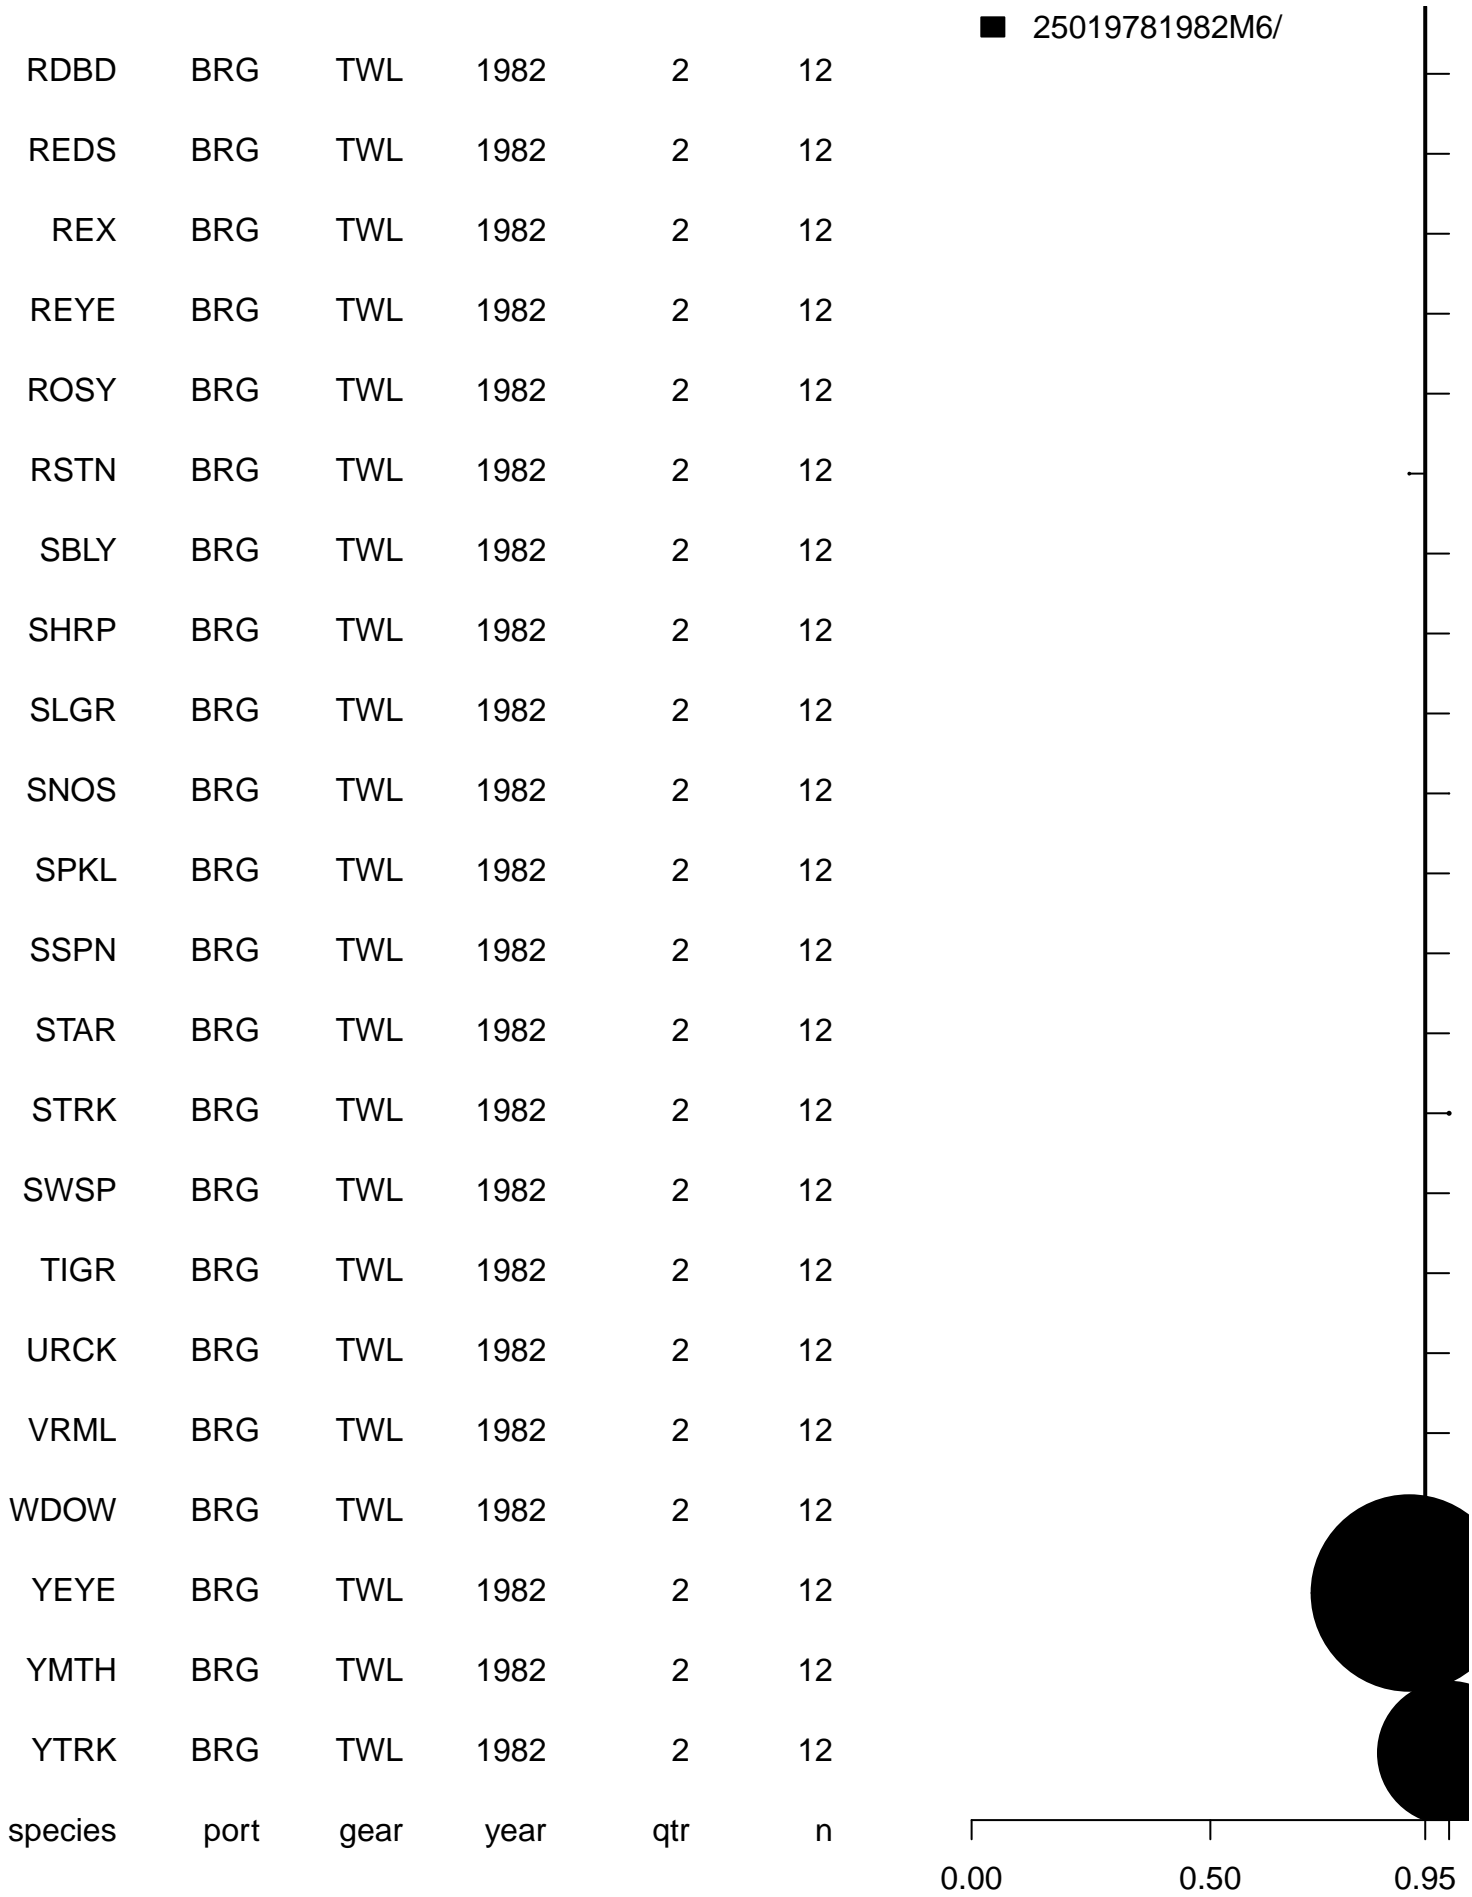 25019781982M6/
RDBD BRG TWL 1982 2 12
REDS BRG TWL 1982 2 12
REX BRG TWL 1982 2 12
REYE BRG TWL 1982 2 12
ROSY BRG TWL 1982 2 12
RSTN BRG TWL 1982 2 12
SBLY BRG TWL 1982 2 12
SHRP BRG TWL 1982 2 12
SLGR BRG TWL 1982 2 12
SNOS BRG TWL 1982 2 12
SPKL BRG TWL 1982 2 12
SSPN BRG TWL 1982 2 12
STAR BRG TWL 1982 2 12
STRK BRG TWL 1982 2 12
SWSP BRG TWL 1982 2 12
TIGR BRG TWL 1982 2 12
URCK BRG TWL 1982 2 12
VRML BRG TWL 1982 2 12
WDOW BRG TWL 1982 2 12
YEYE BRG TWL 1982 2 12
YMTH BRG TWL 1982 2 12
YTRK BRG TWL 1982 2 12
species port gear year qtr n
0.00 0.50 0.95